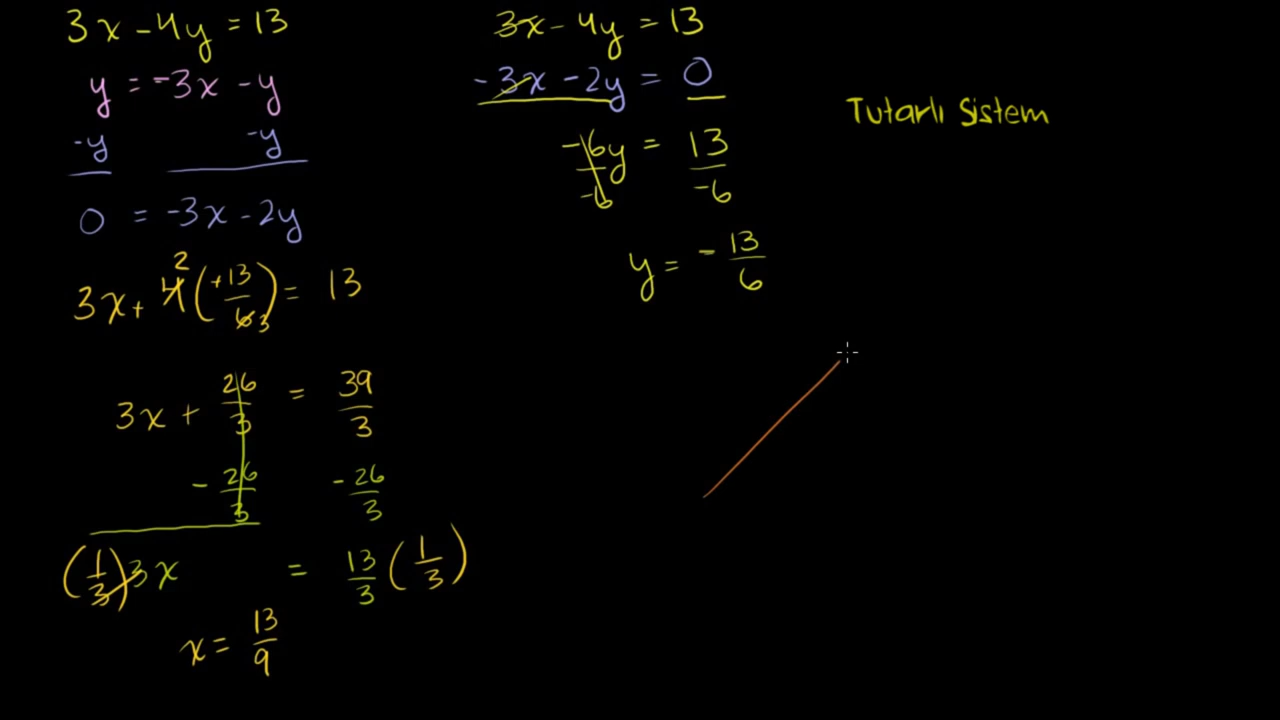 3x - 4y = 13
y = -3x - y
-y -y
0 = -3x - 2y
3x + 4 2 (+13/6 3) = 13
3x + 26/3 = 39/3
- 26/3 -26/3
(1/3) 3x = 13/3 (1/3)
x = 13/9
3x - 4y = 13
-3x - 2y = 0
-6y/-6 = 13/-6
y = -13/6
Tutarlı Sistem